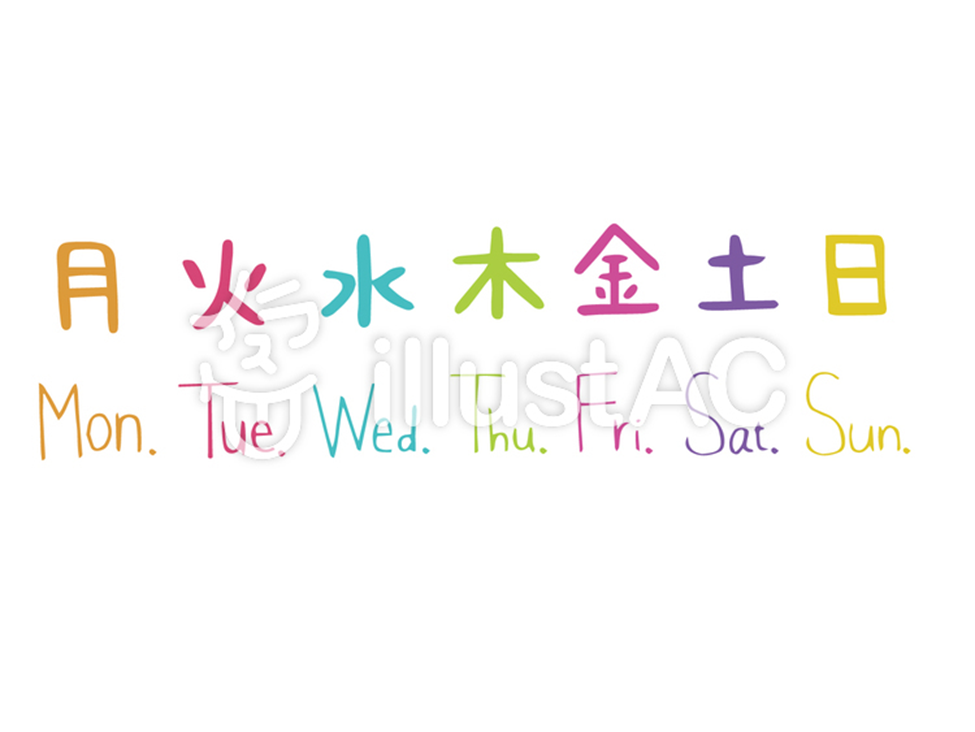 月 火 水 木 金 土 日
illustAC
Mon. Tue. Wed. Thu. Fri. Sat. Sun.